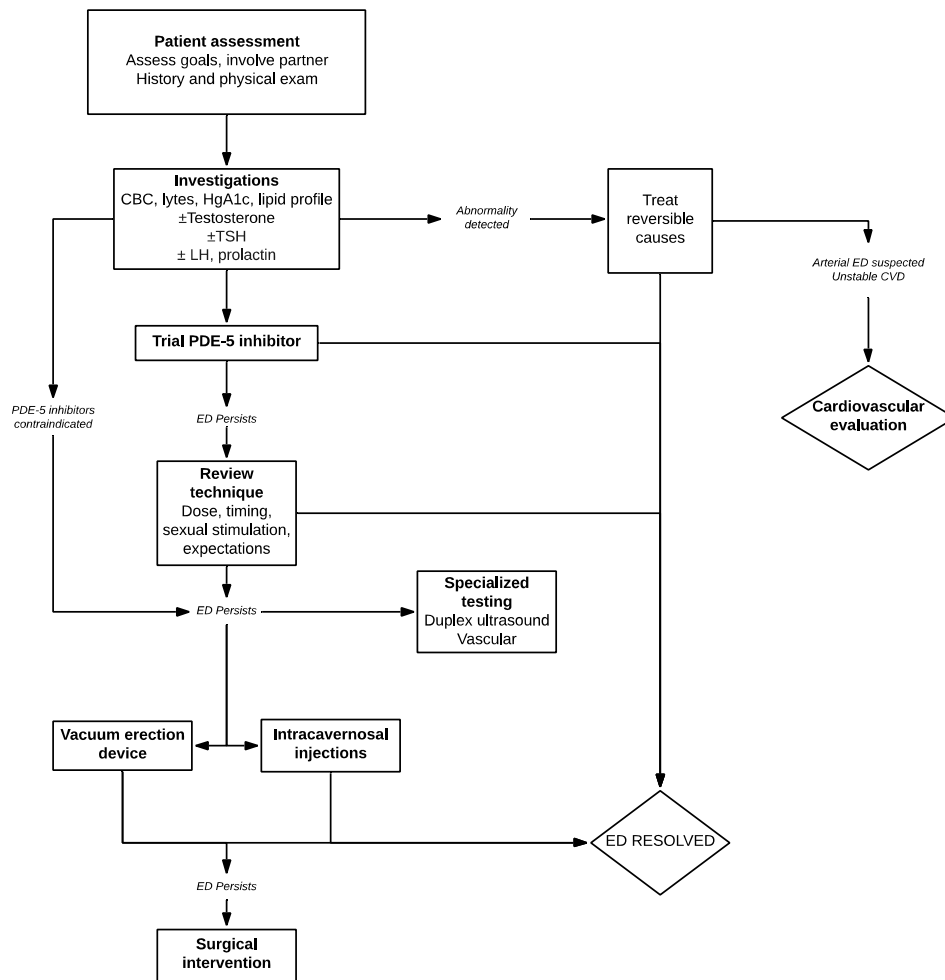 Patient assessment
Assess goals, involve partner
History and physical exam
Investigations
CBC, lytes, HgA1c, lipid profile
±Testosterone
±TSH
± LH, prolactin
Abnormality
detected
Treat
reversible
causes
Arterial ED suspected
Unstable CVD
Trial PDE-5 inhibitor
PDE-5 inhibitors
contraindicated
ED Persists
Cardiovascular
evaluation
Review
technique
Dose, timing,
sexual stimulation,
expectations
ED Persists
Specialized
testing
Duplex ultrasound
Vascular
Vacuum erection
device
Intracavernosal
injections
ED RESOLVED
ED Persists
Surgical
intervention